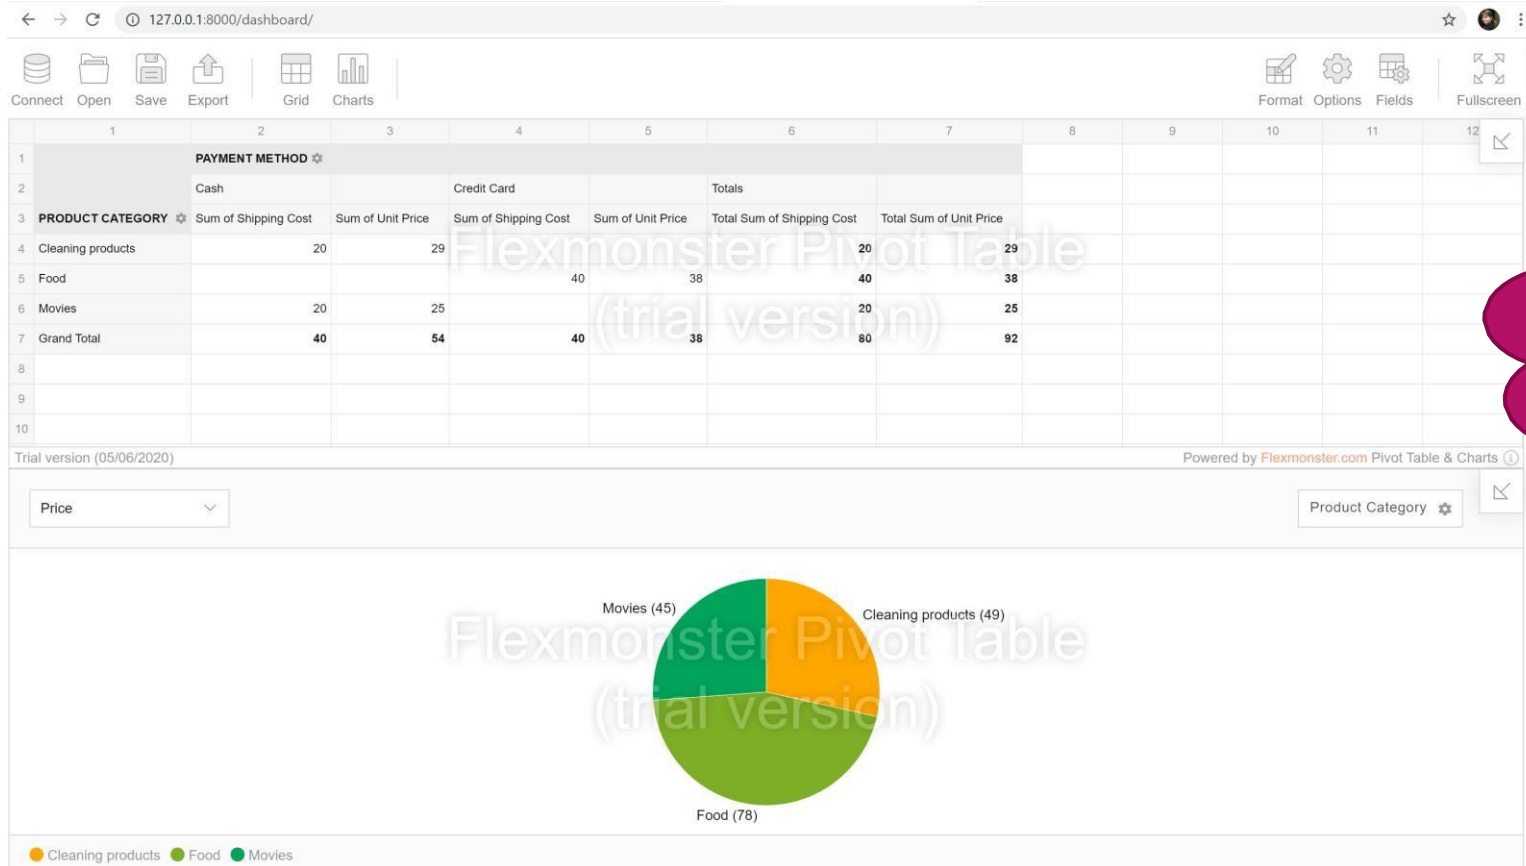 127.0.0.1:8000/dashboard/
Connect Open Save Export Grid Charts Format Options Fields Fullscreen
1 2 3 4 5 6 7 8 9 10 11 12
1 PAYMENT METHOD
2 Cash Credit Card Totals
3 PRODUCT CATEGORY Sum of Shipping Cost Sum of Unit Price Sum of Shipping Cost Sum of Unit Price Total Sum of Shipping Cost Total Sum of Unit Price
4 Cleaning products 20 29 20 29
Flexmonster Pivot Table
5 Food 40 38 40 38
6 Movies 20 25 20 25
(trial version)
7 Grand Total 40 54 40 38 80 92
8
9
10
Trial version (05/06/2020) Powered by Flexmonster.com Pivot Table & Charts
Price Product Category
Movies (45) Cleaning products (49)
Flexmonster Pivot Table
(trial version)
Food (78)
Cleaning products Food Movies